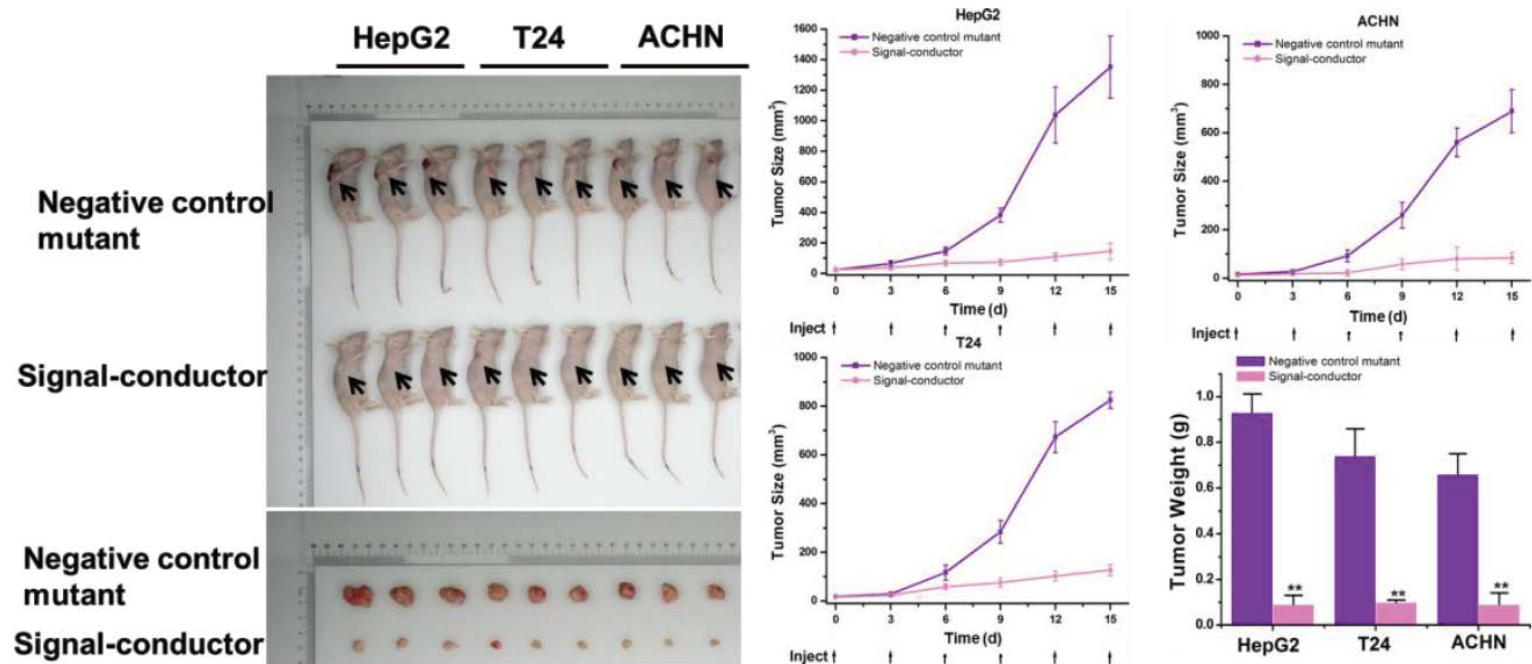 HepG2 T24 ACHN
Negative control
mutant
Signal-conductor
Negative control
mutant
Signal-conductor
HepG2
Negative control mutant
Signal-conductor
Tumor Size (mm³)
1600
1400
1200
1000
800
600
400
200
0
0 3 6 9 12 15
Time (d)
Inject
ACHN
Negative control mutant
Signal-conductor
Tumor Size (mm³)
1000
800
600
400
200
0
0 3 6 9 12 15
Time (d)
Inject
T24
Negative control mutant
Signal-conductor
Tumor Size (mm³)
1000
800
600
400
200
0
0 3 6 9 12 15
Time (d)
Inject
Negative control mutant
Signal-conductor
Tumor Weight (g)
1.0
0.8
0.6
0.4
0.2
0.0
** ** **
HepG2 T24 ACHN